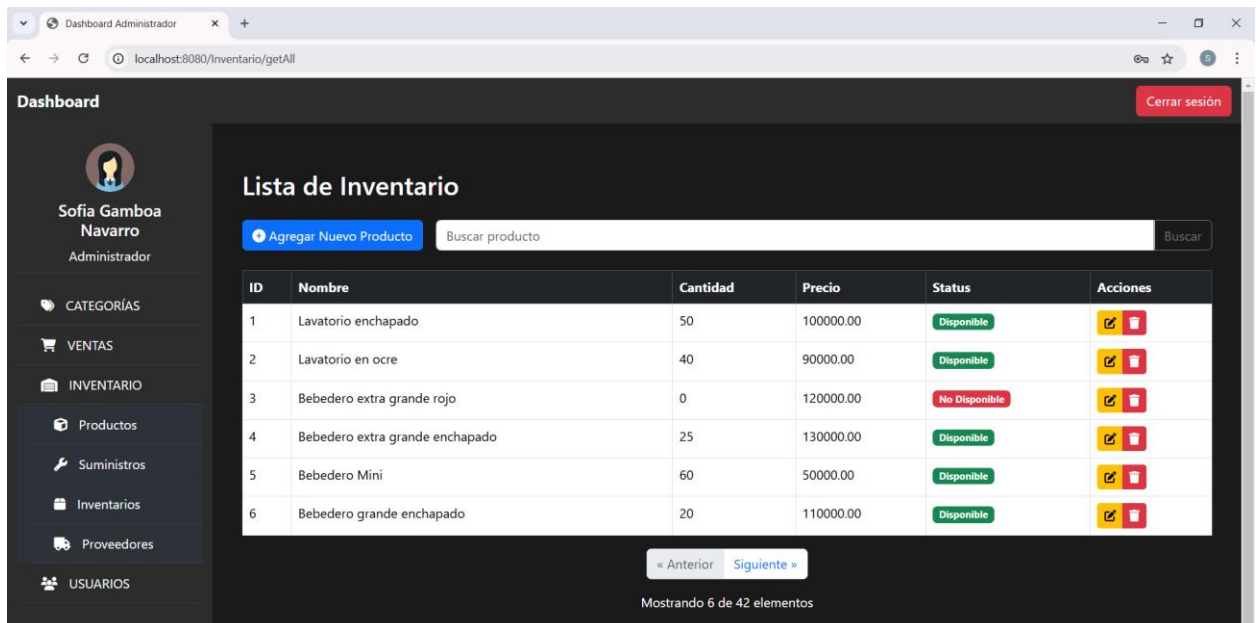 Dashboard Administrador
localhost:8080/Inventario/getAll
S
Dashboard
Cerrar sesión
Sofia Gamboa
Navarro
Administrador
CATEGORÍAS
VENTAS
INVENTARIO
Productos
Suministros
Inventarios
Proveedores
USUARIOS
Lista de Inventario
Agregar Nuevo Producto Buscar producto Buscar
ID Nombre Cantidad Precio Status Acciones
1 Lavatorio enchapado 50 100000.00 Disponible
2 Lavatorio en ocre 40 90000.00 Disponible
3 Bebedero extra grande rojo 0 120000.00 No Disponible
4 Bebedero extra grande enchapado 25 130000.00 Disponible
5 Bebedero Mini 60 50000.00 Disponible
6 Bebedero grande enchapado 20 110000.00 Disponible
« Anterior Siguiente »
Mostrando 6 de 42 elementos